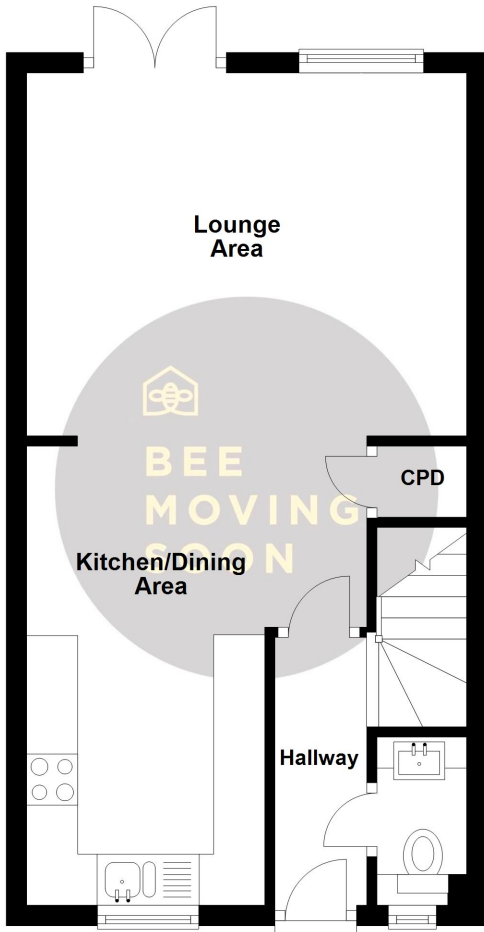 Lounge
Area
BEE
MOVING
SOON
CPD
Kitchen/Dining
Area
Hallway